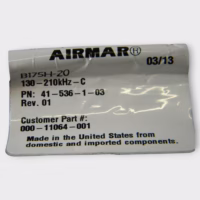 AIRMAR® 03/13
B175H-20
130-210kHz-C
PN: 41-536-1-03
Rev. 01
Customer Part #:
000-11064-001
Made in the United States from
domestic and imported components.